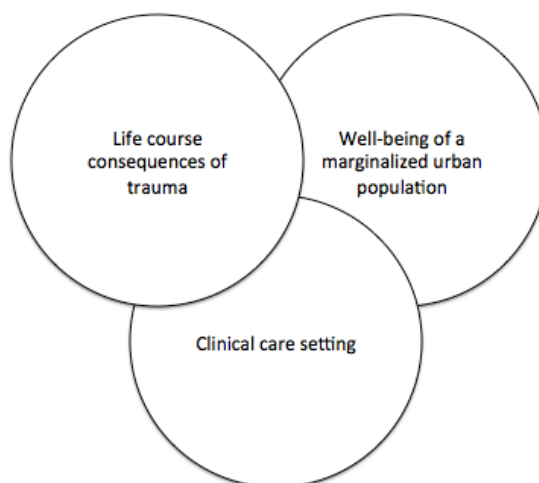 Life course
consequences of
trauma
Well-being of a
marginalized urban
population
Clinical care setting